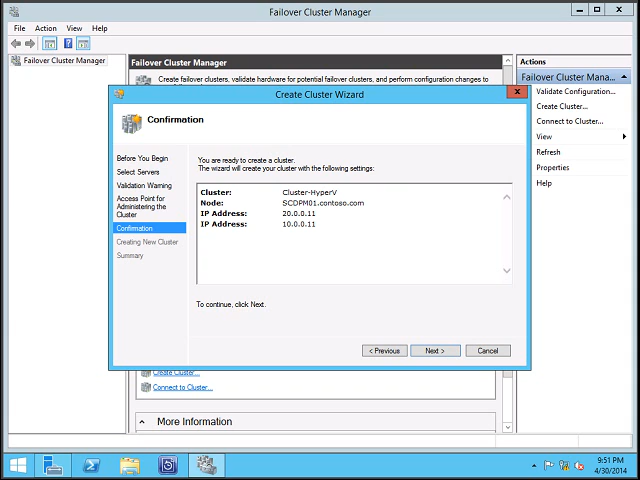 Failover Cluster Manager
File Action View Help
Failover Cluster Manager
Failover Cluster Manager
Create failover clusters, validate hardware for potential failover clusters, and perform configuration changes to
Actions
Failover Cluster Mana...
Validate Configuration...
Create Cluster...
Connect to Cluster...
View
Refresh
Properties
Help
Create Cluster Wizard
Confirmation
Before You Begin
Select Servers
Validation Warning
Access Point for
Administering the
Cluster
Confirmation
Creating New Cluster
Summary
You are ready to create a cluster.
The wizard will create your cluster with the following settings:
Cluster: Cluster-HyperV
Node: SCDPM01.contoso.com
IP Address: 20.0.0.11
IP Address: 10.0.0.11
To continue, click Next.
< Previous Next > Cancel
Create Cluster...
Connect to Cluster...
More Information
9:51 PM
4/30/2014